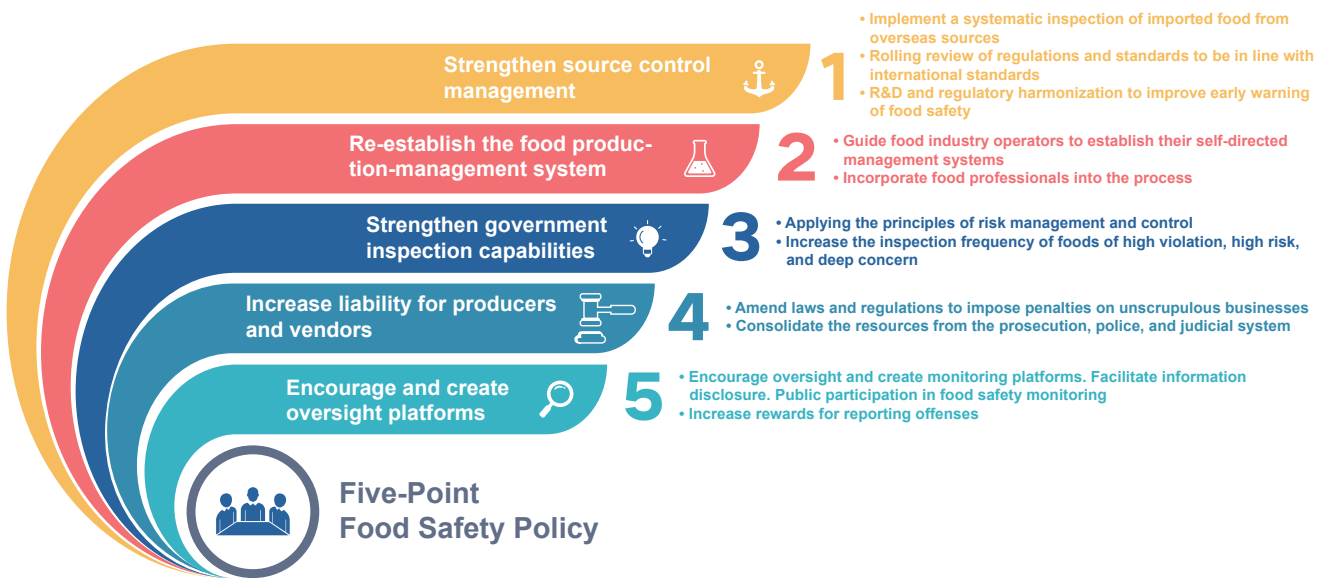 Strengthen source control
management
1
• Implement a systematic inspection of imported food from
overseas sources
• Rolling review of regulations and standards to be in line with
international standards
• R&D and regulatory harmonization to improve early warning
of food safety
Re-establish the food produc-
tion-management system
2
• Guide food industry operators to establish their self-directed
management systems
• Incorporate food professionals into the process
Strengthen government
inspection capabilities
3
• Applying the principles of risk management and control
• Increase the inspection frequency of foods of high violation, high risk,
and deep concern
Increase liability for producers
and vendors
4
• Amend laws and regulations to impose penalties on unscrupulous businesses
• Consolidate the resources from the prosecution, police, and judicial system
Encourage and create
oversight platforms
5
• Encourage oversight and create monitoring platforms. Facilitate information
disclosure. Public participation in food safety monitoring
• Increase rewards for reporting offenses
Five-Point
Food Safety Policy